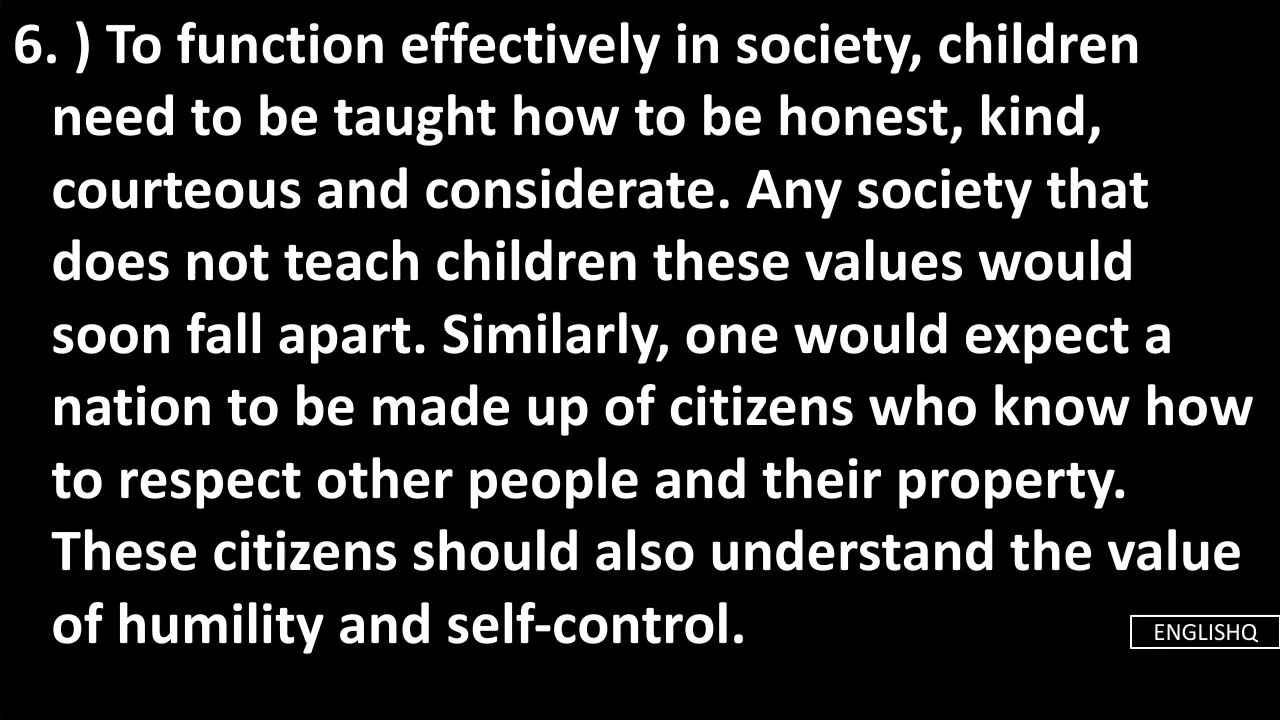 6. ) To function effectively in society, children
need to be taught how to be honest, kind,
courteous and considerate. Any society that
does not teach children these values would
soon fall apart. Similarly, one would expect a
nation to be made up of citizens who know how
to respect other people and their property.
These citizens should also understand the value
of humility and self-control.
ENGLISHQ